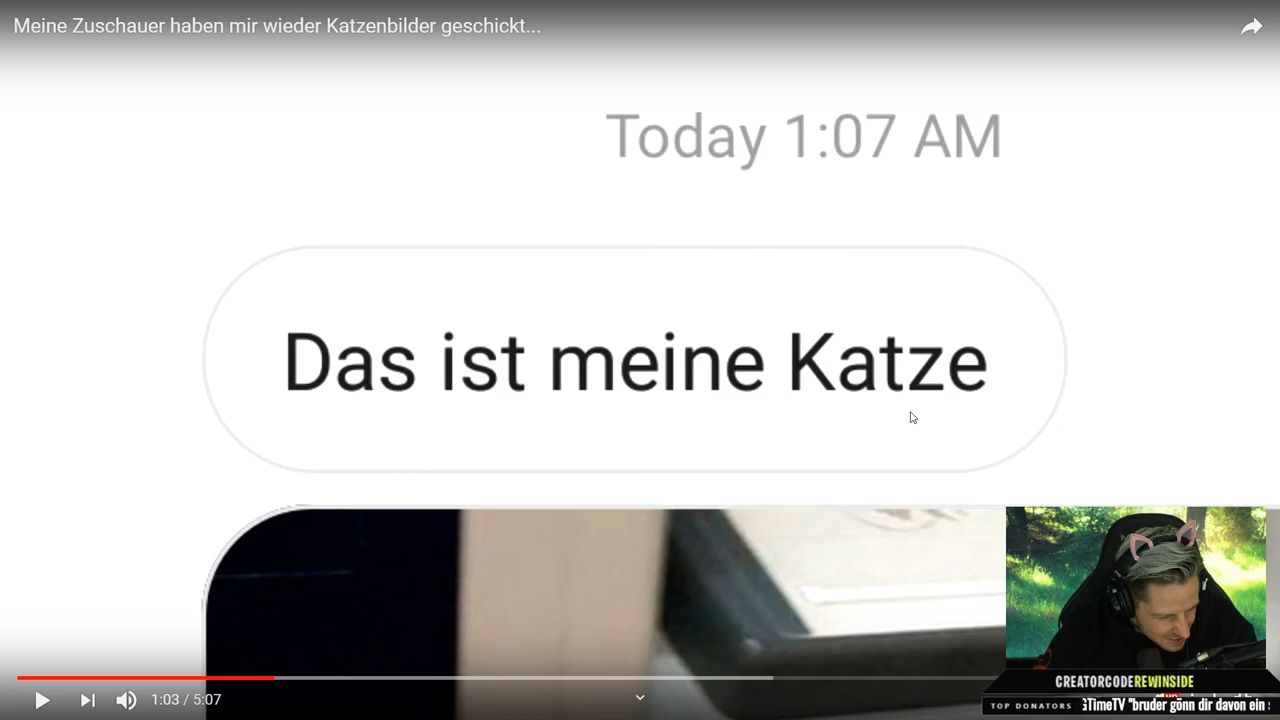 Meine Zuschauer haben mir wieder Katzenbilder geschickt...
Today 1:07 AM
Das ist meine Katze
CREATORCODEREWINSIDE
1:03 / 5:07
TOP DONATORS
GTimeTV "bruder gönn dir davon ein